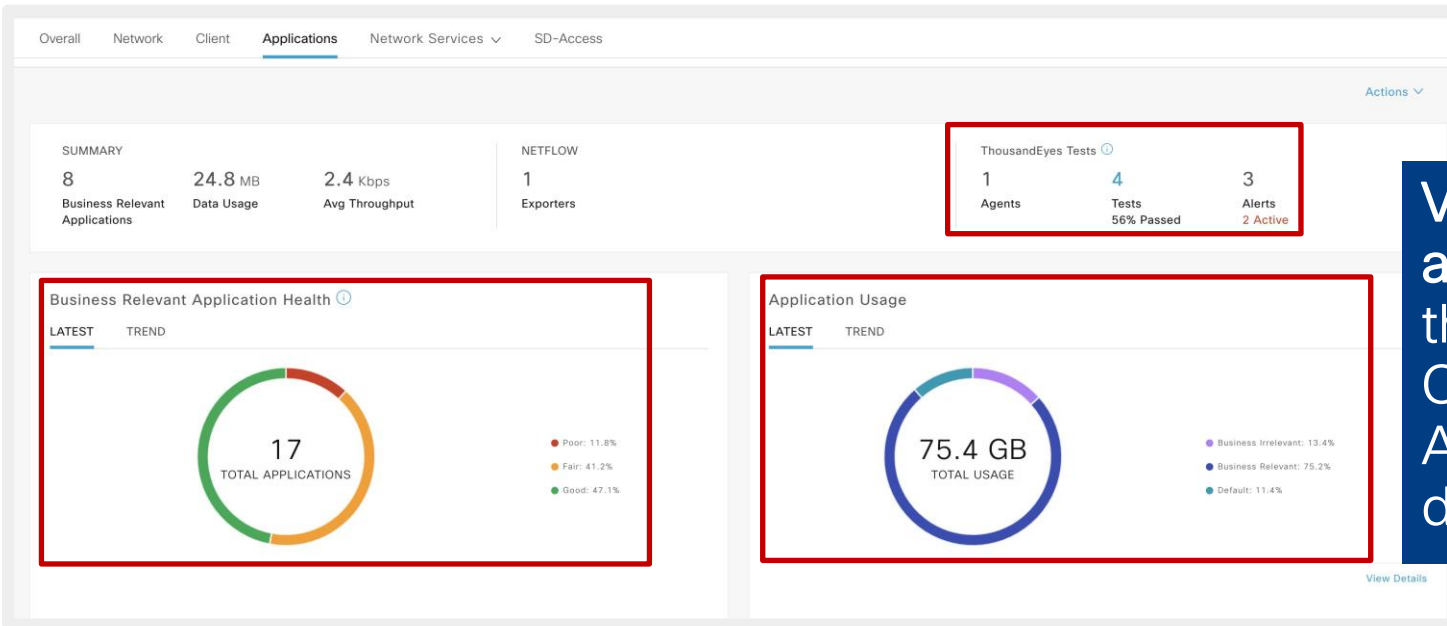 Overall Network Client Applications Network Services SD-Access
Actions
SUMMARY
8 24.8 MB 2.4 Kbps
Business Relevant Applications Data Usage Avg Throughput
NETFLOW
1
Exporters
ThousandEyes Tests
1 4 3
Agents Tests Alerts
56% Passed 2 Active
Business Relevant Application Health
LATEST TREND
17
TOTAL APPLICATIONS
Poor: 11.8%
Fair: 41.2%
Good: 47.1%
Application Usage
LATEST TREND
75.4 GB
TOTAL USAGE
Business Irrelevant: 13.4%
Business Relevant: 75.2%
Default: 11.4%
View Details